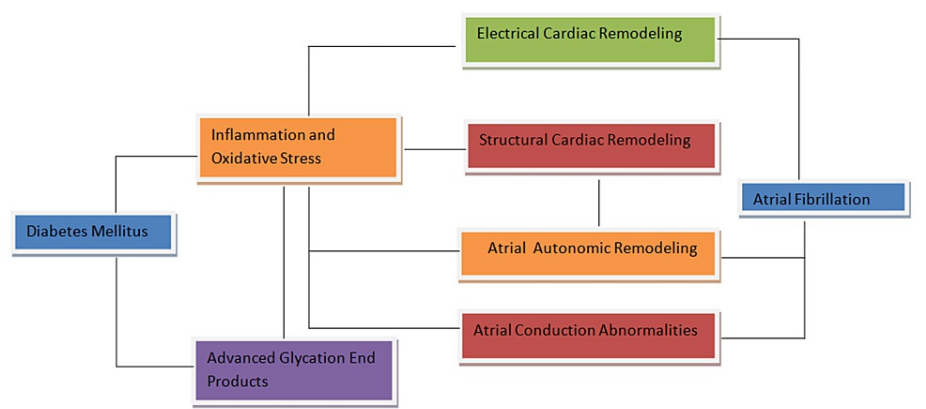 Electrical Cardiac Remodeling
Inflammation and
Oxidative Stress
Structural Cardiac Remodeling
Atrial Fibrillation
Diabetes Mellitus
Atrial  Autonomic Remodeling
Atrial Conduction Abnormalities
Advanced Glycation End
Products